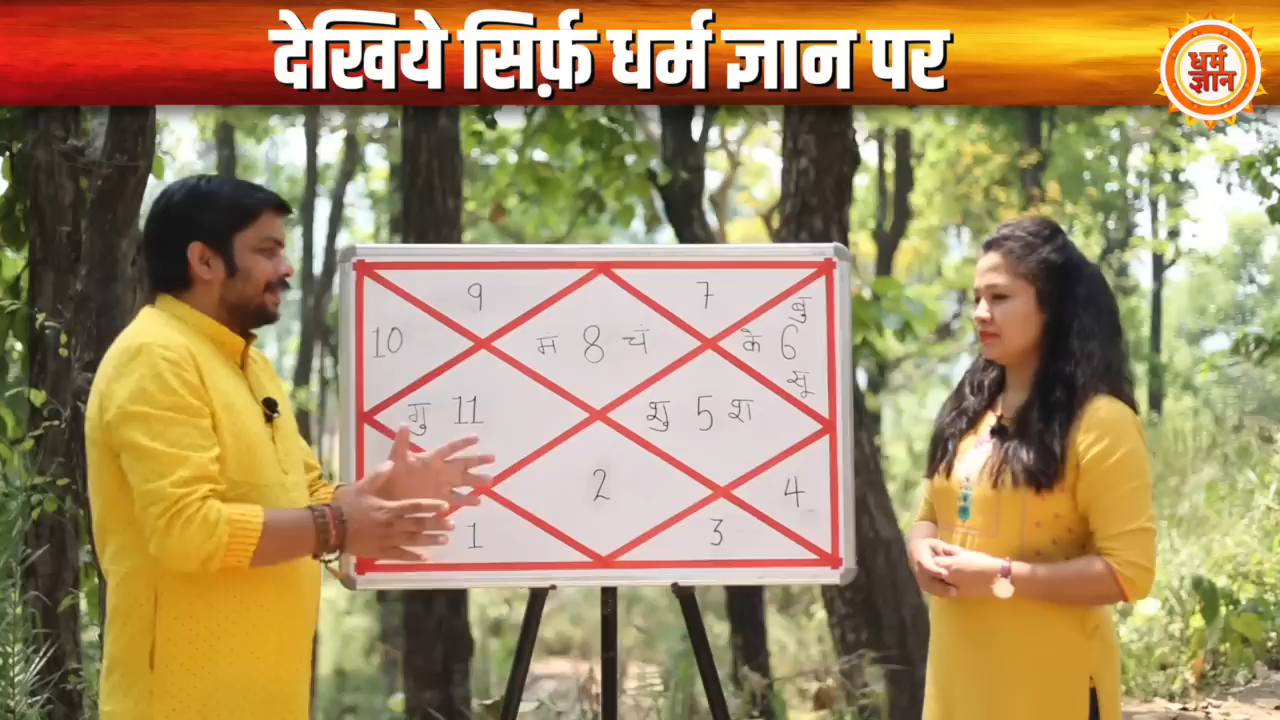 देखिये सिर्फ़ धर्म ज्ञान पर
धर्म
ज्ञान
9
7
बु
10
मं 8 चं
के 6
सू
गु 11
शु 5 श
2
4
1
3